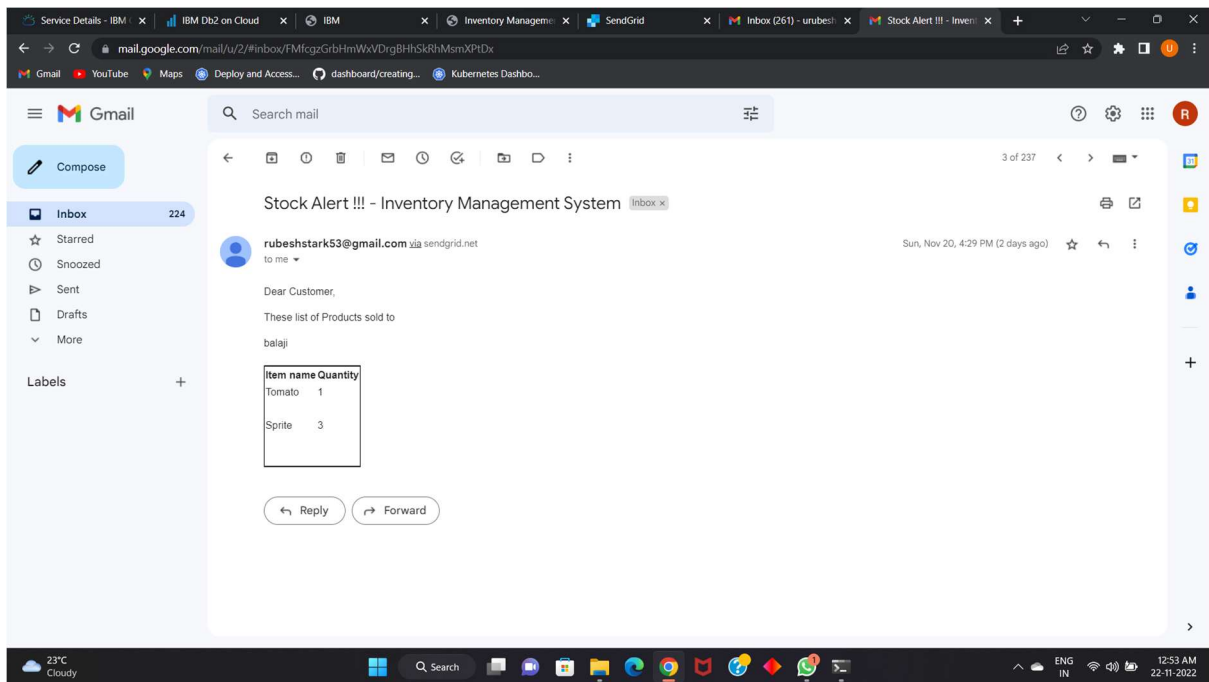 Service Details - IBM C
IBM Db2 on Cloud
IBM
Inventory Manageme
SendGrid
Inbox (261) - urubesh
Stock Alert !!! - Invent
mail.google.com/mail/u/2/#inbox/FMfcgzGrbHmWxVDrgBHhSkRhMsmXPtDx
U
Gmail
YouTube
Maps
Deploy and Access...
dashboard/creating...
Kubernetes Dashbo...
Gmail
Search mail
R
Compose
3 of 237
31
Stock Alert !!! - Inventory Management System Inbox ×
Inbox 224
Starred
Snoozed
Sent
Drafts
More
Labels +
rubeshstark53@gmail.com via sendgrid.net
Sun, Nov 20, 4:29 PM (2 days ago)
to me
Dear Customer,
These list of Products sold to
balaji
Item name Quantity
Tomato 1
Sprite 3
Reply
Forward
23°C
Cloudy
Search
1
ENG
IN
12:53 AM
22-11-2022